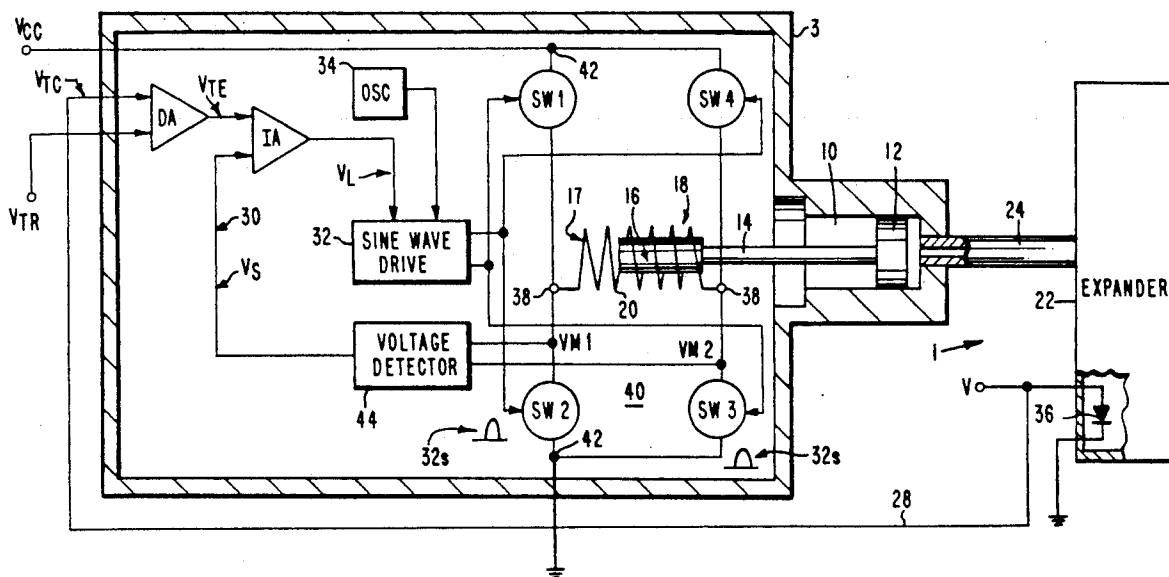 VCC
3
VTC
34
OSC
42
SW1
SW4
VTE
DA
IA
10
12
VL
17
16
18
14
24
30
VTR
32
SINE WAVE
DRIVE
VS
38
20
38
EXPANDER
22
VM1
VM2
VOLTAGE
DETECTOR
1
V
44
SW2
40
SW3
36
32s
42
32s
28